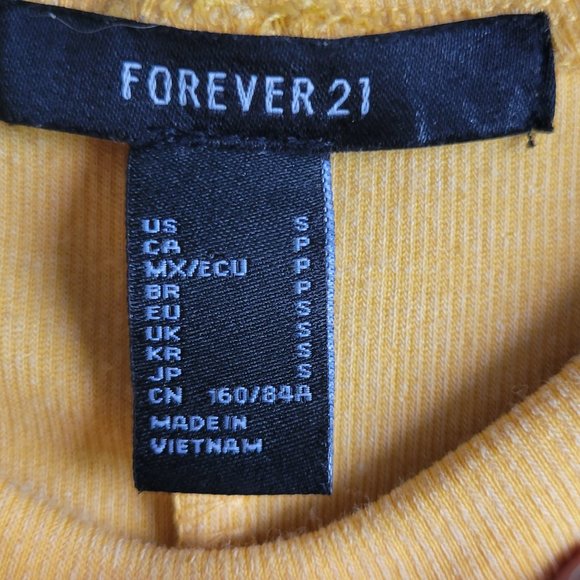 FOREVER 21
US S
CA P
MX/ECU P
BR P
EU S
UK S
KR S
JP S
CN 160/84A
MADE IN
VIETNAM